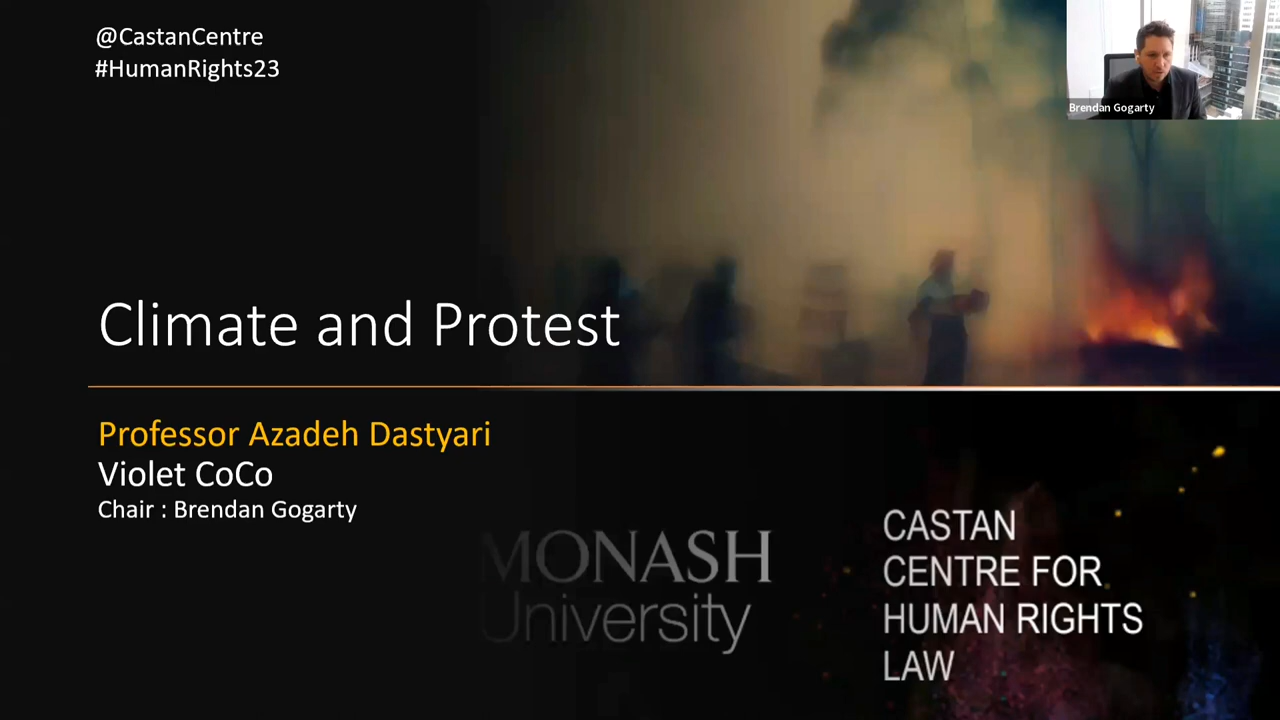 @CastanCentre
#HumanRights23
Brendan Gogarty
Climate and Protest
Professor Azadeh Dastyari
Violet CoCo
Chair : Brendan Gogarty
MONASH
University
CASTAN
CENTRE FOR
HUMAN RIGHTS
LAW